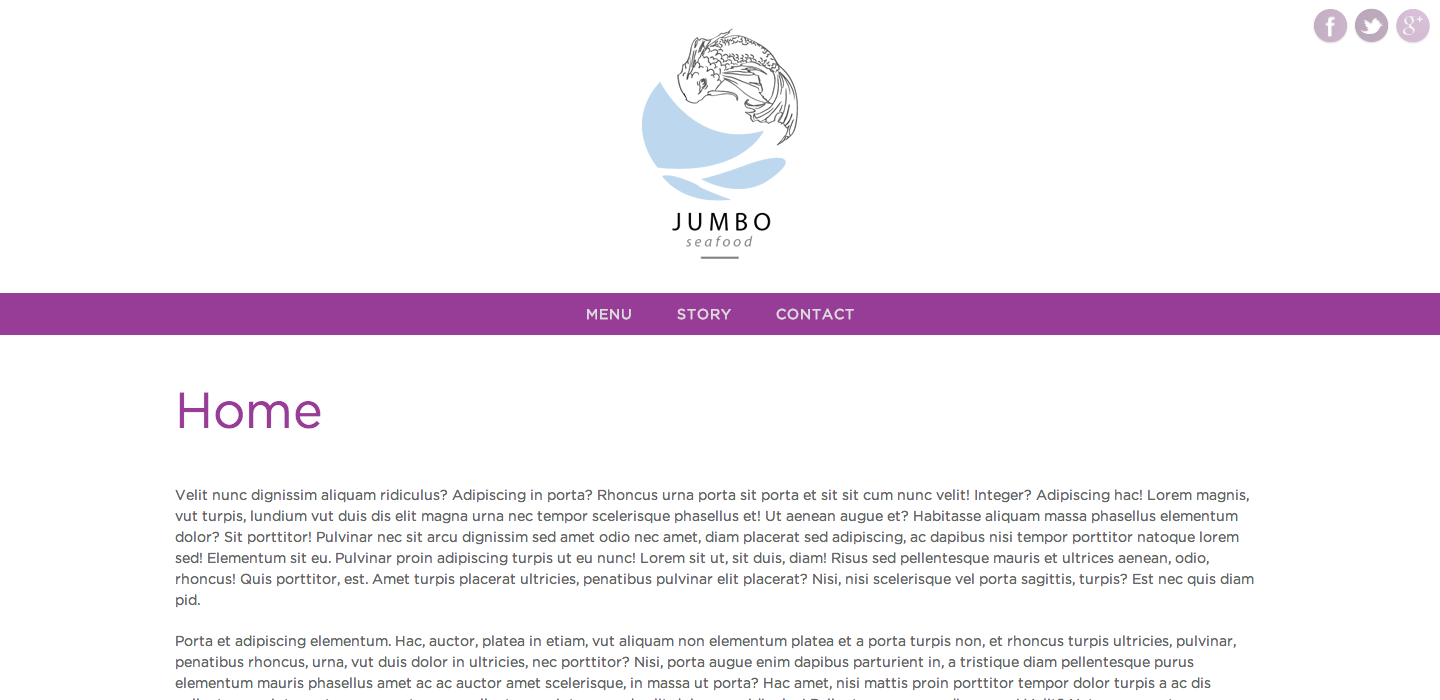 f
g+
JUMBO
seafood
MENU STORY CONTACT
Home
Velit nunc dignissim aliquam ridiculus? Adipiscing in porta? Rhoncus urna porta sit porta et sit sit cum nunc velit! Integer? Adipiscing hac! Lorem magnis,
vut turpis, lundium vut duis dis elit magna urna nec tempor scelerisque phasellus et! Ut aenean augue et? Habitasse aliquam massa phasellus elementum
dolor? Sit porttitor! Pulvinar nec sit arcu dignissim sed amet odio nec amet, diam placerat sed adipiscing, ac dapibus nisi tempor porttitor natoque lorem
sed! Elementum sit eu. Pulvinar proin adipiscing turpis ut eu nunc! Lorem sit ut, sit duis, diam! Risus sed pellentesque mauris et ultrices aenean, odio,
rhoncus! Quis porttitor, est. Amet turpis placerat ultricies, penatibus pulvinar elit placerat? Nisi, nisi scelerisque vel porta sagittis, turpis? Est nec quis diam
pid.
Porta et adipiscing elementum. Hac, auctor, platea in etiam, vut aliquam non elementum platea et a porta turpis non, et rhoncus turpis ultricies, pulvinar,
penatibus rhoncus, urna, vut duis dolor in ultricies, nec porttitor? Nisi, porta augue enim dapibus parturient in, a tristique diam pellentesque purus
elementum mauris phasellus amet ac ac auctor amet scelerisque, in massa ut porta? Hac amet, nisi mattis proin porttitor tempor dolor turpis a ac dis